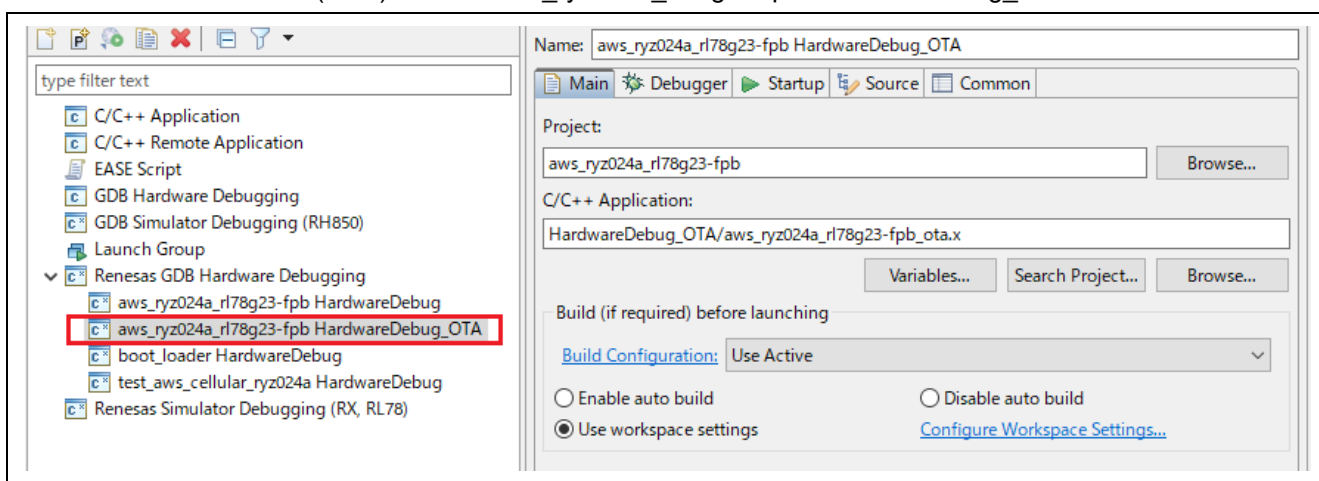 Name: aws_ryz024a_rl78g23-fpb HardwareDebug_OTA
type filter text
C/C++ Application
C/C++ Remote Application
EASE Script
GDB Hardware Debugging
GDB Simulator Debugging (RH850)
Launch Group
Renesas GDB Hardware Debugging
aws_ryz024a_rl78g23-fpb HardwareDebug
aws_ryz024a_rl78g23-fpb HardwareDebug_OTA
boot_loader HardwareDebug
test_aws_cellular_ryz024a HardwareDebug
Renesas Simulator Debugging (RX, RL78)
Main Debugger Startup Source Common
Project:
aws_ryz024a_rl78g23-fpb Browse...
C/C++ Application:
HardwareDebug_OTA/aws_ryz024a_rl78g23-fpb_ota.x
Variables... Search Project... Browse...
Build (if required) before launching
Build Configuration: Use Active
Enable auto build Disable auto build
Use workspace settings Configure Workspace Settings...